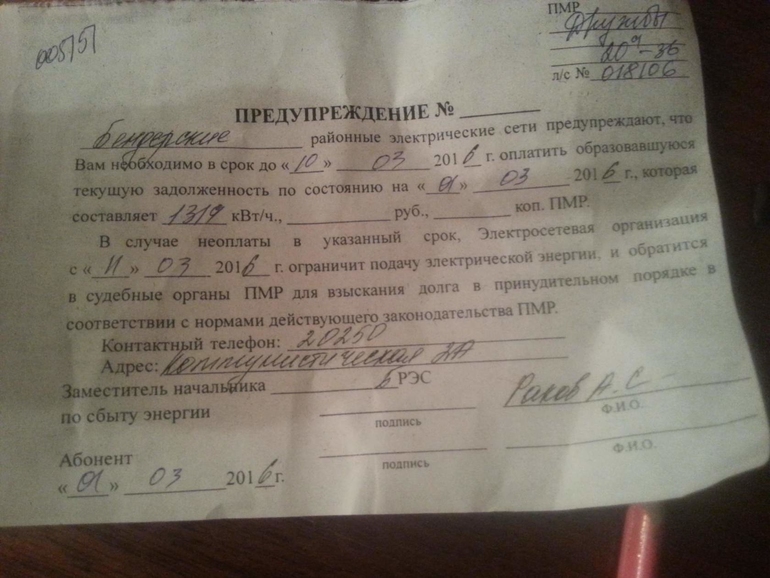 005151
ПМР
Дружбы
20 а - 36
л/с № 018106
ПРЕДУПРЕЖДЕНИЕ №
Бендерские районные электрические сети предупреждают, что
Вам необходимо в срок до «10» 03 2016 г. оплатить образовавшуюся
текущую задолженность по состоянию на «01» 03 2016 г., которая
составляет 1319 кВт/ч., руб., коп. ПМР.
В случае неоплаты в указанный срок, Электросетевая организация
с «11» 03 2016 г. ограничит подачу электрической энергии, и обратится
в судебные органы ПМР для взыскания долга в принудительном порядке в
соответствии с нормами действующего законодательства ПМР.
Контактный телефон: 20250
Адрес: Коммунистическая 2А
Заместитель начальника Б РЭС
по сбыту энергии Раков А.С
подпись Ф.И.О.
Абонент
подпись Ф.И.О.
«01» 03 2016 г.